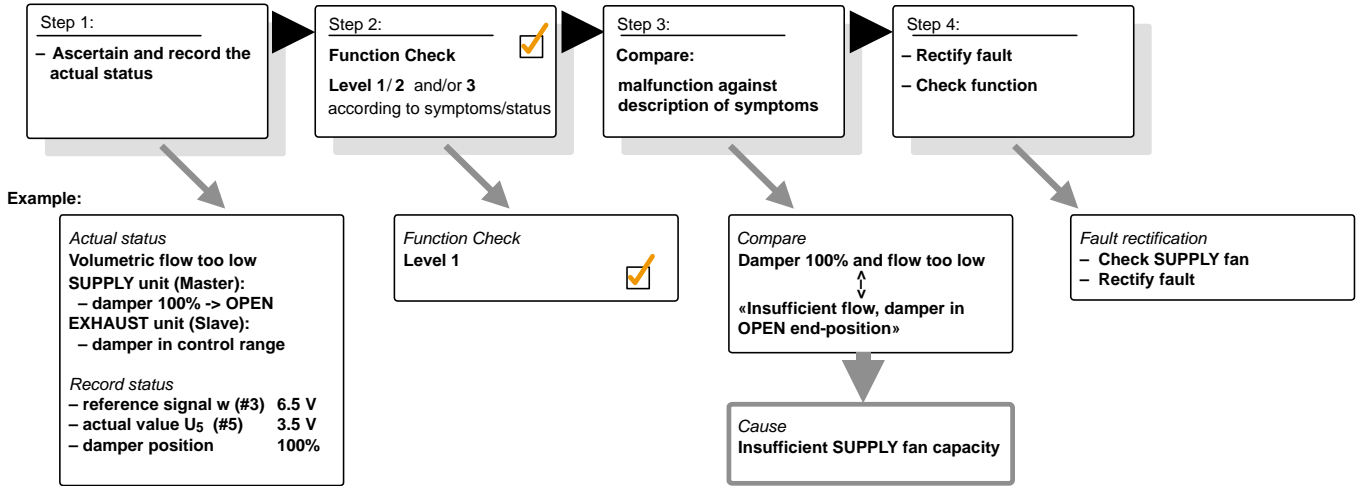 Step 1:
– Ascertain and record the
actual status
Step 2:
Function Check
Level 1/ 2 and/or 3
according to symptoms/status
Step 3:
Compare:
malfunction against
description of symptoms
Step 4:
– Rectify fault
– Check function
Example:
Actual status
Volumetric flow too low
SUPPLY unit (Master):
– damper 100% -> OPEN
EXHAUST unit (Slave):
– damper in control range
Record status
– reference signal w (#3) 6.5 V
– actual value U5 (#5) 3.5 V
– damper position 100%
Function Check
Level 1
Compare
Damper 100% and flow too low
<-->
«Insufficient flow, damper in
OPEN end-position»
Cause
Insufficient SUPPLY fan capacity
Fault rectification
– Check SUPPLY fan
– Rectify fault